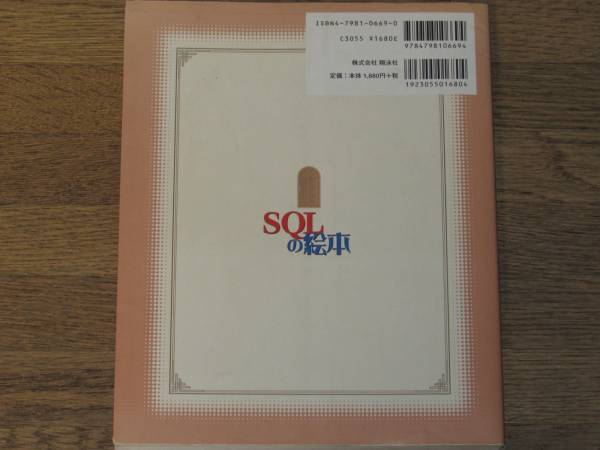 ISBN4-7981-0669-0
C3055 ¥1680E
株式会社 翔泳社
定価：本体 1,680円＋税
9784798106694
1923055016804
SQL
の絵本